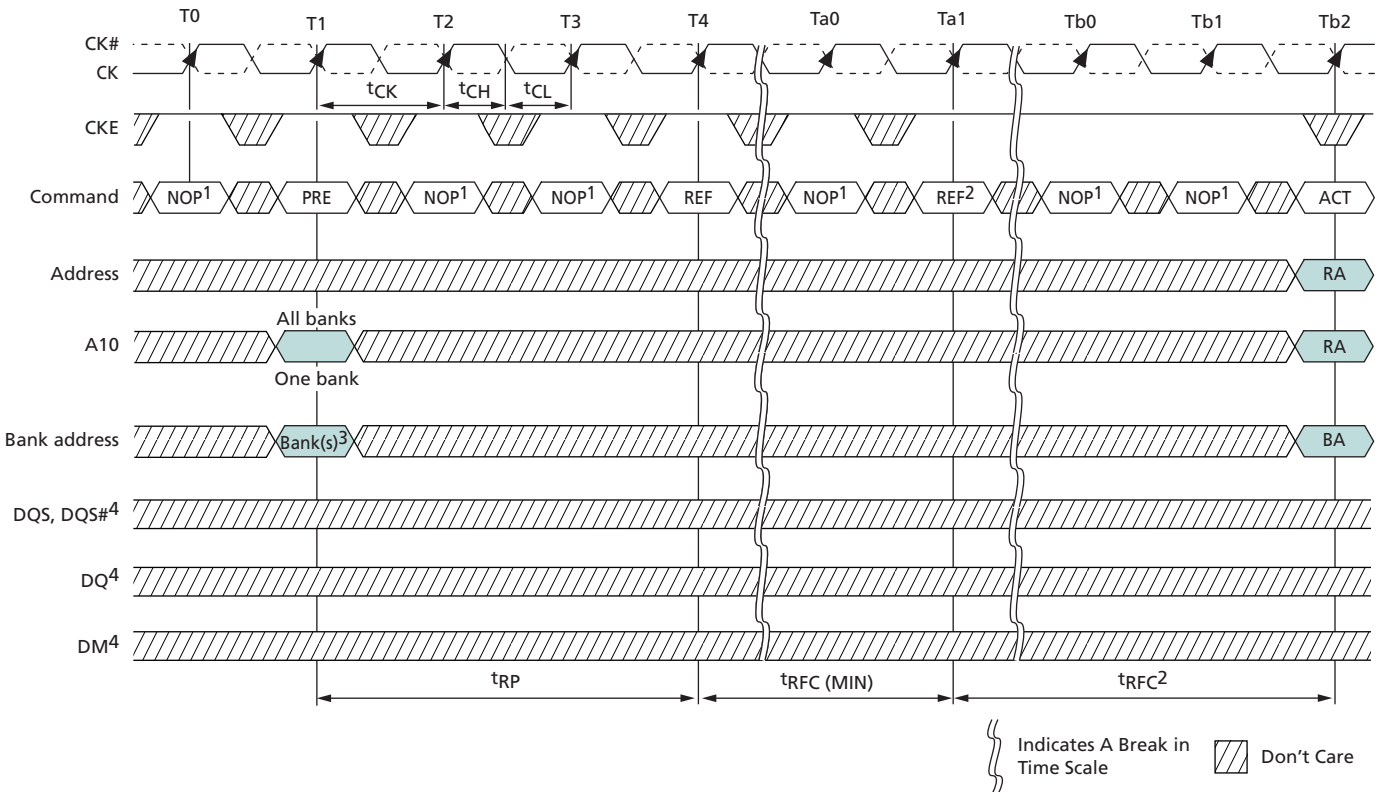 T0 T1 T2 T3 T4 Ta0 Ta1 Tb0 Tb1 Tb2
CK#
CK
tCK tCH tCL
CKE
Command NOP1 PRE NOP1 NOP1 REF NOP1 REF2 NOP1 NOP1 ACT
Address RA
All banks
A10 RA
One bank
Bank address Bank(s)3 BA
DQS, DQS#4
DQ4
DM4
tRP tRFC (MIN) tRFC2
Indicates A Break in
Time Scale
Don't Care